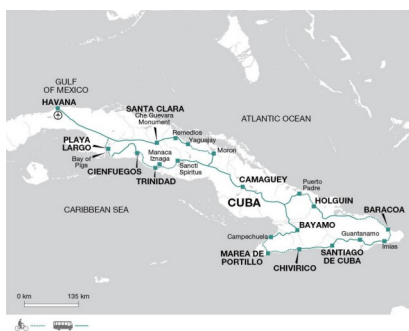 GULF
OF MEXICO
HAVANA
SANTA CLARA
Che Guevara
Monument
Remedios
Yaguajay
ATLANTIC OCEAN
PLAYA
LARGO
Bay of
Pigs
Manaca
Iznaga
Moron
Sancti
Spiritus
CIENFUEGOS
TRINIDAD
CAMAGUEY
CUBA
Puerto
Padre
HOLGUIN
BARACOA
CARIBBEAN SEA
BAYAMO
Campechuela
Guantanamo
Imias
MAREA DE
PORTILLO
CHIVIRICO
SANTIAGO
DE CUBA
0 km 135 km